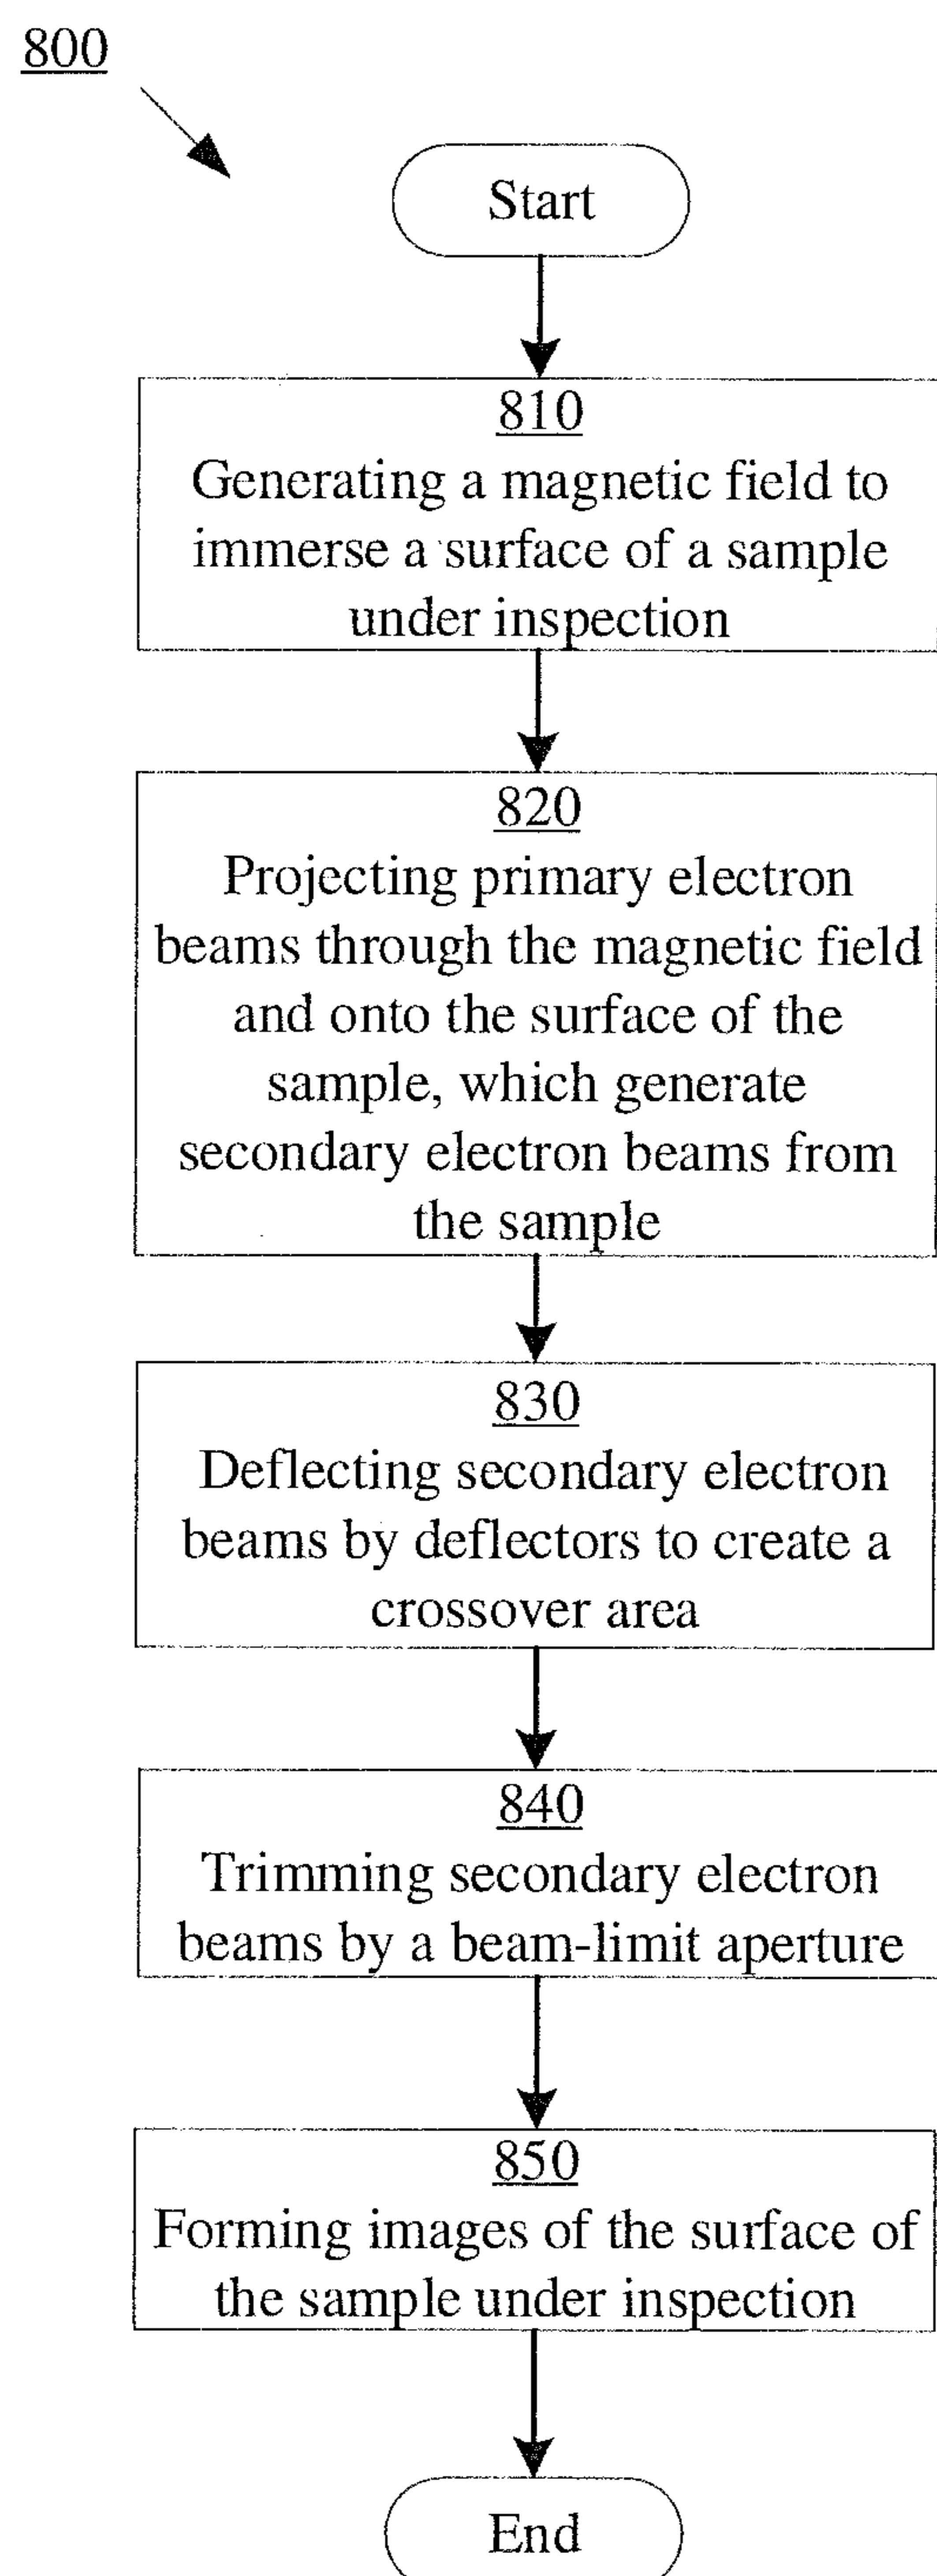 800
Start
810
Generating a magnetic field to
immerse a surface of a sample
under inspection
820
Projecting primary electron
beams through the magnetic field
and onto the surface of the
sample, which generate
secondary electron beams from
the sample
830
Deflecting secondary electron
beams by deflectors to create a
crossover area
840
Trimming secondary electron
beams by a beam-limit aperture
850
Forming images of the surface of
the sample under inspection
End